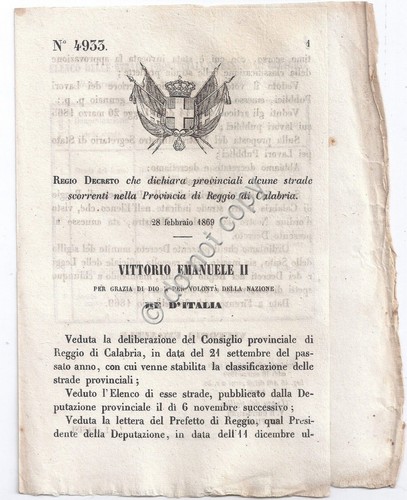 N° 4933.
1
REGIO DECRETO che dichiara provinciali alcune strade
scorrenti nella Provincia di Reggio di Calabria.
28 febbraio 1869
VITTORIO EMANUELE II
PER GRAZIA DI DIO E PER VOLONTÀ DELLA NAZIONE
RE D'ITALIA
Veduta la deliberazione del Consiglio provinciale di
Reggio di Calabria, in data del 21 settembre del pas-
sato anno, con cui venne stabilita la classificazione delle
strade provinciali;
Veduto l'Elenco di esse strade, pubblicato dalla De-
putazione provinciale il dì 6 novembre successivo;
Veduta la lettera del Prefetto di Reggio, qual Presi-
dente della Deputazione, in data dell'11 dicembre ul-